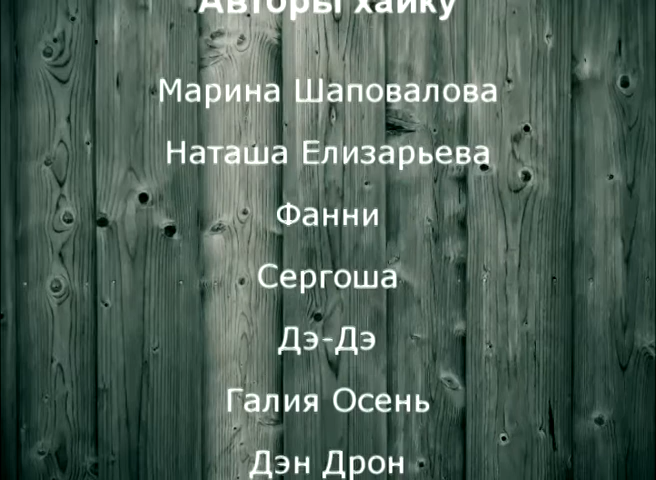 Авторы хайку
Марина Шаповалова
Наташа Елизарьева
Фанни
Сергоша
Дэ-Дэ
Галия Осень
Дэн Дрон